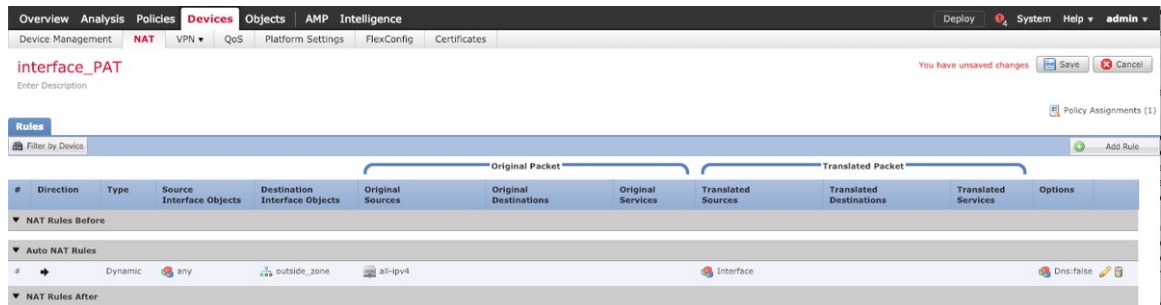 Overview Analysis Policies Devices Objects AMP Intelligence Deploy 4 System Help admin
Device Management NAT VPN QoS Platform Settings FlexConfig Certificates
interface_PAT
You have unsaved changes Save Cancel
Enter Description
Policy Assignments (1)
Rules
Filter by Device Add Rule
Original Packet Translated Packet
# Direction Type Source Interface Objects Destination Interface Objects Original Sources Original Destinations Original Services Translated Sources Translated Destinations Translated Services Options
NAT Rules Before
Auto NAT Rules
# Dynamic any outside_zone all-ipv4 Interface Dns:false
NAT Rules After